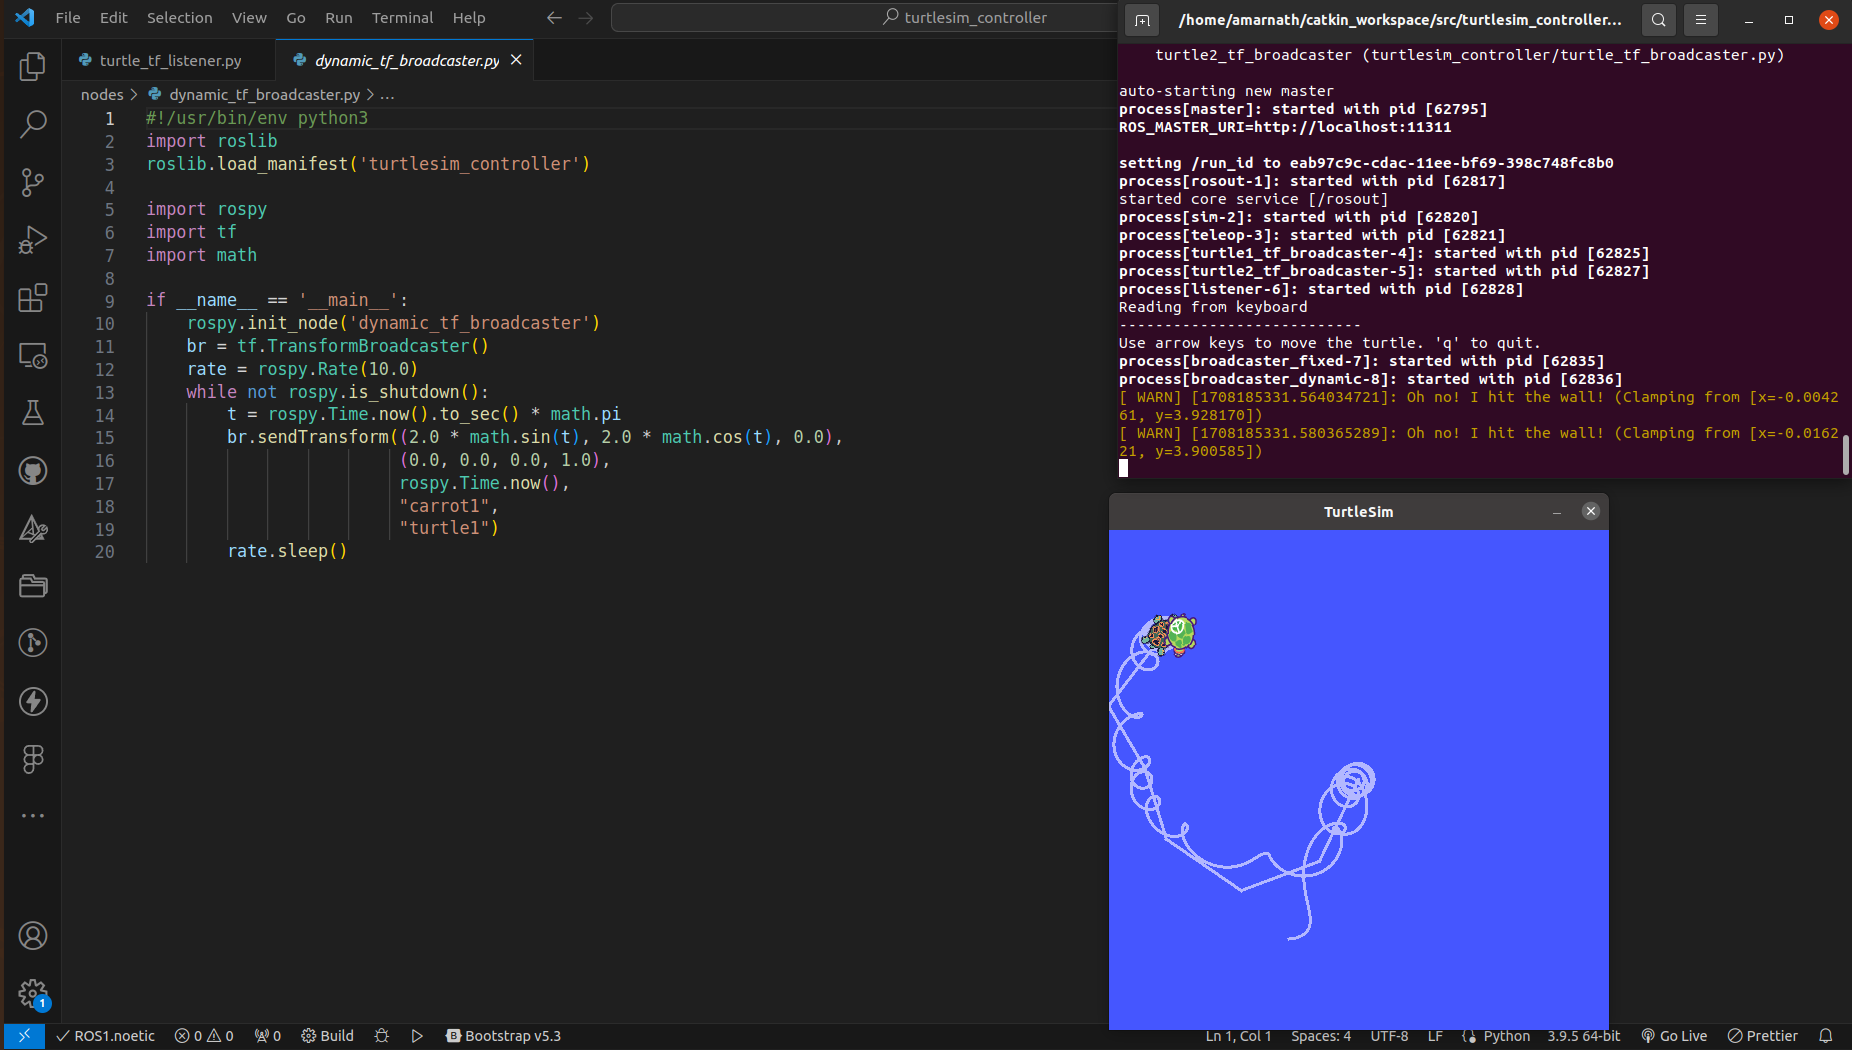 File Edit Selection View Go Run Terminal Help
turtlesim_controller
turtle_tf_listener.py
dynamic_tf_broadcaster.py
nodes > dynamic_tf_broadcaster.py > ...
1 #!/usr/bin/env python3
2 import roslib
3 roslib.load_manifest('turtlesim_controller')
4
5 import rospy
6 import tf
7 import math
8
9 if __name__ == '__main__':
10 rospy.init_node('dynamic_tf_broadcaster')
11 br = tf.TransformBroadcaster()
12 rate = rospy.Rate(10.0)
13 while not rospy.is_shutdown():
14 t = rospy.Time.now().to_sec() * math.pi
15 br.sendTransform((2.0 * math.sin(t), 2.0 * math.cos(t), 0.0),
16 (0.0, 0.0, 0.0, 1.0),
17 rospy.Time.now(),
18 "carrot1",
19 "turtle1")
20 rate.sleep()
/home/amarnath/catkin_workspace/src/turtlesim_controller...
turtle2_tf_broadcaster (turtlesim_controller/turtle_tf_broadcaster.py)
auto-starting new master
process[master]: started with pid [62795]
ROS_MASTER_URI=http://localhost:11311
setting /run_id to eab97c9c-cdac-11ee-bf69-398c748fc8b0
process[rosout-1]: started with pid [62817]
started core service [/rosout]
process[sim-2]: started with pid [62820]
process[teleop-3]: started with pid [62821]
process[turtle1_tf_broadcaster-4]: started with pid [62825]
process[turtle2_tf_broadcaster-5]: started with pid [62827]
process[listener-6]: started with pid [62828]
Reading from keyboard
---------------------------
Use arrow keys to move the turtle. 'q' to quit.
process[broadcaster_fixed-7]: started with pid [62835]
process[broadcaster_dynamic-8]: started with pid [62836]
[ WARN] [1708185331.564034721]: Oh no! I hit the wall! (Clamping from [x=-0.0042
61, y=3.928170])
[ WARN] [1708185331.580365289]: Oh no! I hit the wall! (Clamping from [x=-0.0162
21, y=3.900585])
TurtleSim
1
ROS1.noetic 0 0 0 Build B Bootstrap v5.3 Ln 1, Col 1 Spaces: 4 UTF-8 LF Python 3.9.5 64-bit Go Live Prettier